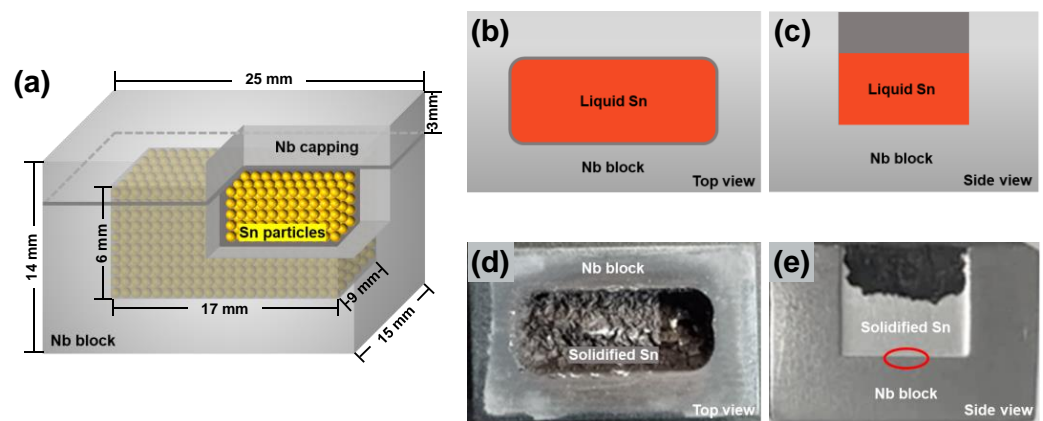 (a)
25 mm
3mm
Nb capping
Sn particles
14 mm
6 mm
17 mm
9 mm
15 mm
Nb block
(b)
Liquid Sn
Nb block
Top view
(c)
Liquid Sn
Nb block
Side view
(d)
Nb block
Solidified Sn
Top view
(e)
Solidified Sn
Nb block
Side view